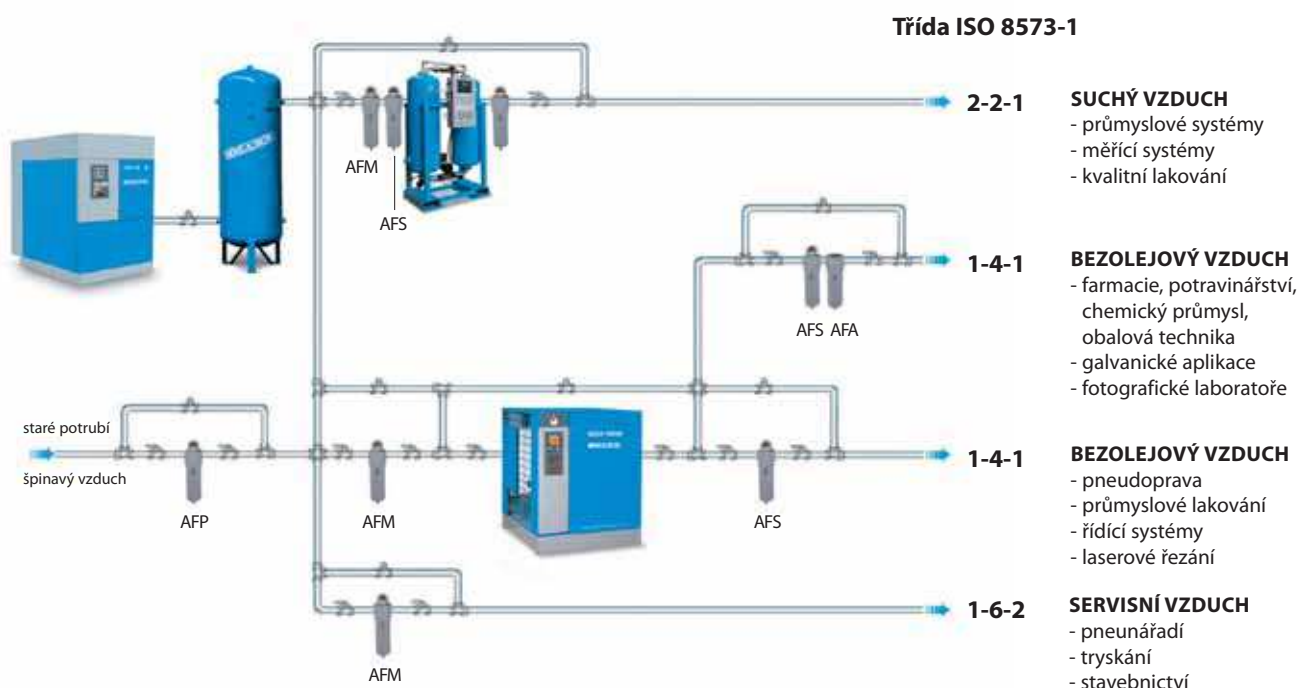 Třída ISO 8573-1
2-2-1
SUCHÝ VZDUCH
- průmyslové systémy
- měřící systémy
- kvalitní lakování
AFM
AFS
1-4-1
BEZOLEJOVÝ VZDUCH
- farmacie, potravinářství,
chemický průmysl,
obalová technika
- galvanické aplikace
- fotografické laboratoře
AFS AFA
staré potrubí
špinavý vzduch
AFP
AFM
AFS
1-4-1
BEZOLEJOVÝ VZDUCH
- pneudoprava
- průmyslové lakování
- řídící systémy
- laserové řezání
1-6-2
SERVISNÍ VZDUCH
- pneunářadí
- tryskání
- stavebnictví
AFM